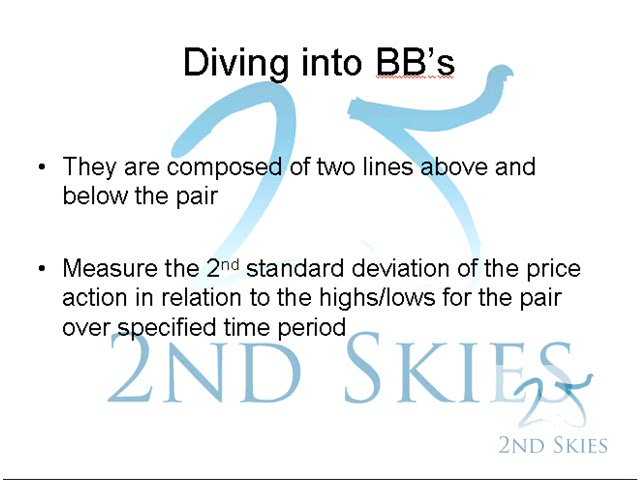 Diving into BB's
• They are composed of two lines above and
below the pair
• Measure the 2nd standard deviation of the price
action in relation to the highs/lows for the pair
over specified time period
2ND SKIES
2ND SKIES